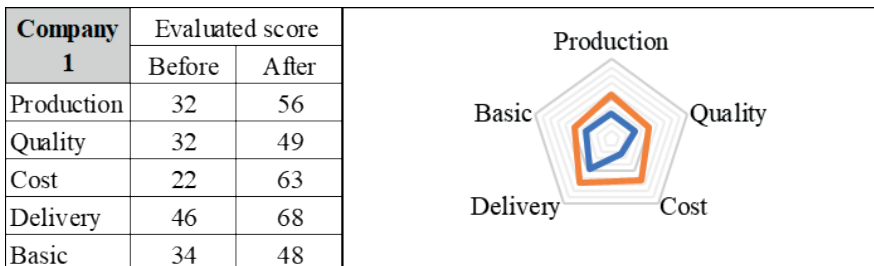 Company 1 Evaluated score
Before After
Production 32 56
Quality 32 49
Cost 22 63
Delivery 46 68
Basic 34 48
Production
Basic Quality
Delivery Cost